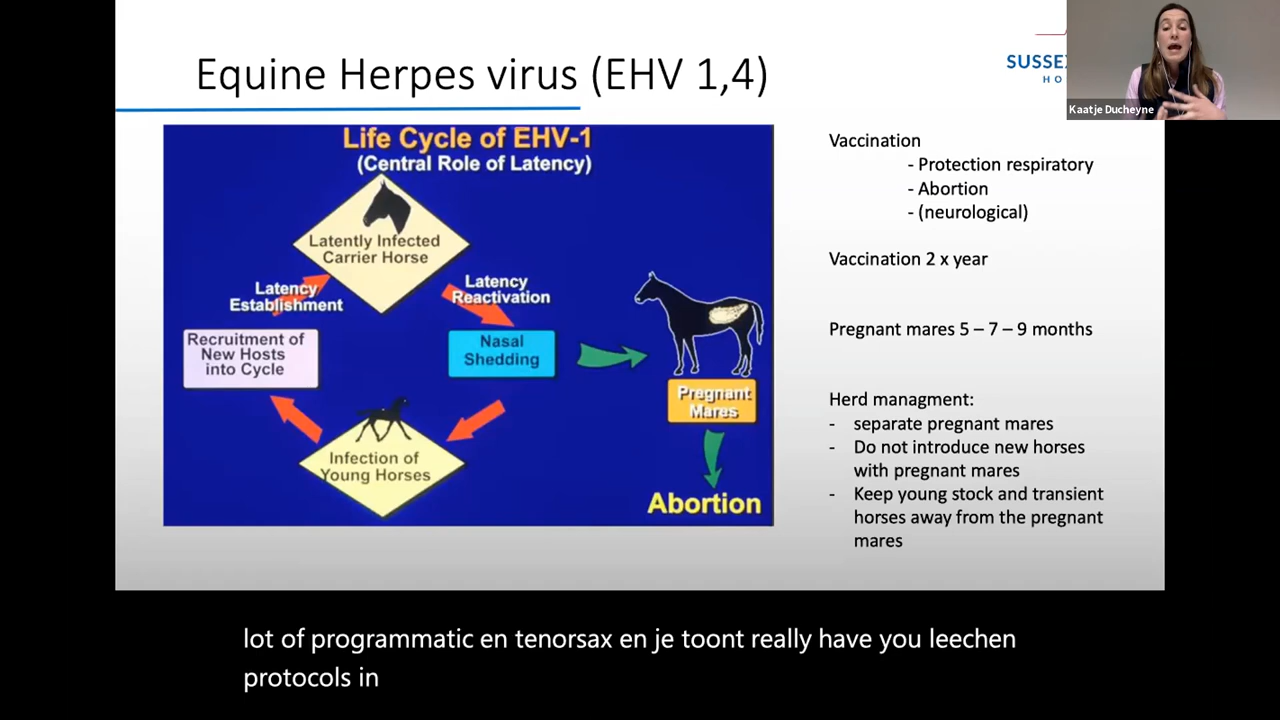 Equine Herpes virus (EHV 1,4)
SUSSEX
HO
Kaatje Ducheyne
Life Cycle of EHV-1
(Central Role of Latency)
Latently Infected
Carrier Horse
Latency
Establishment
Latency
Reactivation
Recruitment of
New Hosts
into Cycle
Nasal
Shedding
Pregnant
Mares
Infection of
Young Horses
Abortion
Vaccination
- Protection respiratory
- Abortion
- (neurological)
Vaccination 2 x year
Pregnant mares 5 – 7 – 9 months
Herd managment:
- separate pregnant mares
- Do not introduce new horses
with pregnant mares
- Keep young stock and transient
horses away from the pregnant
mares
lot of programmatic en tenorsax en je toont really have you leechen
protocols in